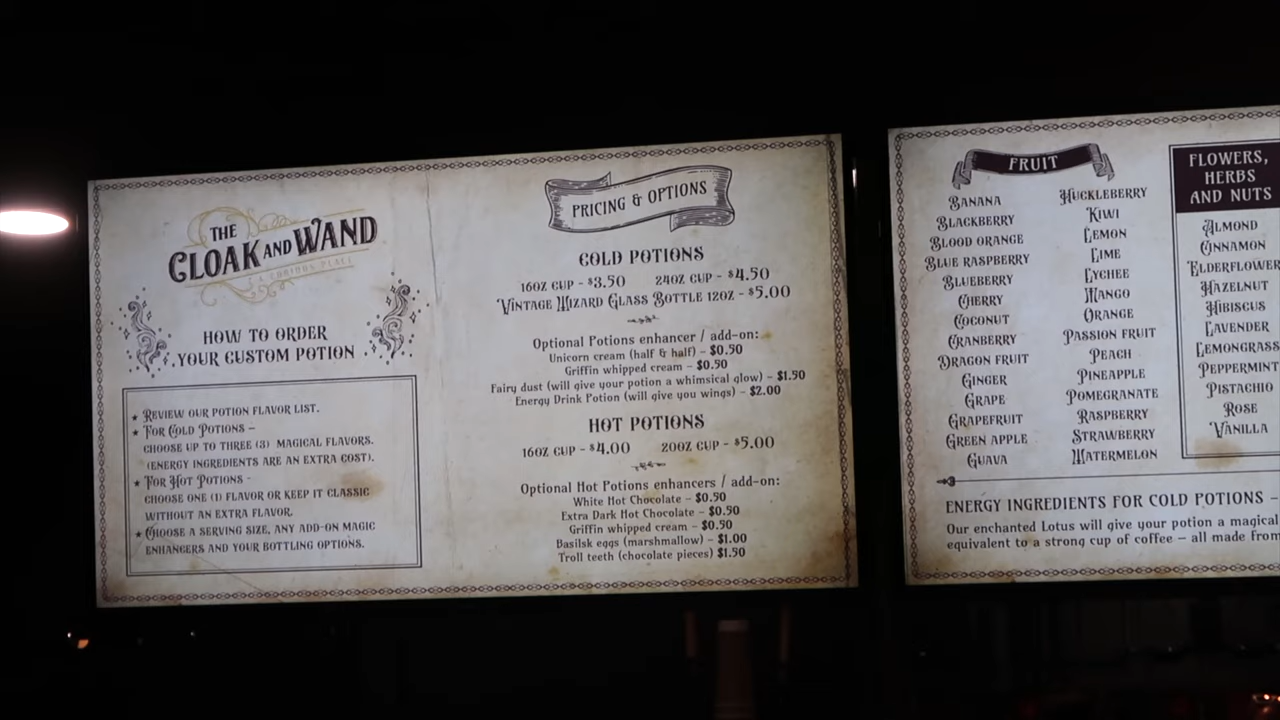 THE
CLOAK AND WAND
A CURIOUS PLACE
HOW TO ORDER
YOUR CUSTOM POTION
★ REVIEW OUR POTION FLAVOR LIST.
★ FOR COLD POTIONS –
CHOOSE UP TO THREE (3) MAGICAL FLAVORS.
(ENERGY INGREDIENTS ARE AN EXTRA COST).
★ FOR HOT POTIONS -
CHOOSE ONE (1) FLAVOR OR KEEP IT CLASSIC
WITHOUT AN EXTRA FLAVOR.
★ CHOOSE A SERVING SIZE, ANY ADD-ON MAGIC
ENHANCERS AND YOUR BOTTLING OPTIONS.
PRICING & OPTIONS
COLD POTIONS
16OZ CUP - $3.50 24OZ CUP - $4.50
VINTAGE WIZARD GLASS BOTTLE 12OZ - $5.00
Optional Potions enhancer / add-on:
Unicorn cream (half & half) – $0.50
Griffin whipped cream – $0.50
Fairy dust (will give your potion a whimsical glow) – $1.50
Energy Drink Potion (will give you wings) – $2.00
HOT POTIONS
16OZ CUP - $4.00 20OZ CUP - $5.00
Optional Hot Potions enhancers / add-on:
White Hot Chocolate – $0.50
Extra Dark Hot Chocolate – $0.50
Griffin whipped cream – $0.50
Basilsk eggs (marshmallow) – $1.00
Troll teeth (chocolate pieces) $1.50
FRUIT
BANANA
BLACKBERRY
BLOOD ORANGE
BLUE RASPBERRY
BLUEBERRY
CHERRY
COCONUT
CRANBERRY
DRAGON FRUIT
GINGER
GRAPE
GRAPEFRUIT
GREEN APPLE
GUAVA
HUCKLEBERRY
KIWI
LEMON
LIME
LYCHEE
MANGO
ORANGE
PASSION FRUIT
PEACH
PINEAPPLE
POMEGRANATE
RASPBERRY
STRAWBERRY
WATERMELON
FLOWERS,
HERBS
AND NUTS
ALMOND
CINNAMON
ELDERFLOWER
HAZELNUT
HIBISCUS
LAVENDER
LEMONGRASS
PEPPERMINT
PISTACHIO
ROSE
VANILLA
ENERGY INGREDIENTS FOR COLD POTIONS –
Our enchanted Lotus will give your potion a magical
equivalent to a strong cup of coffee – all made from